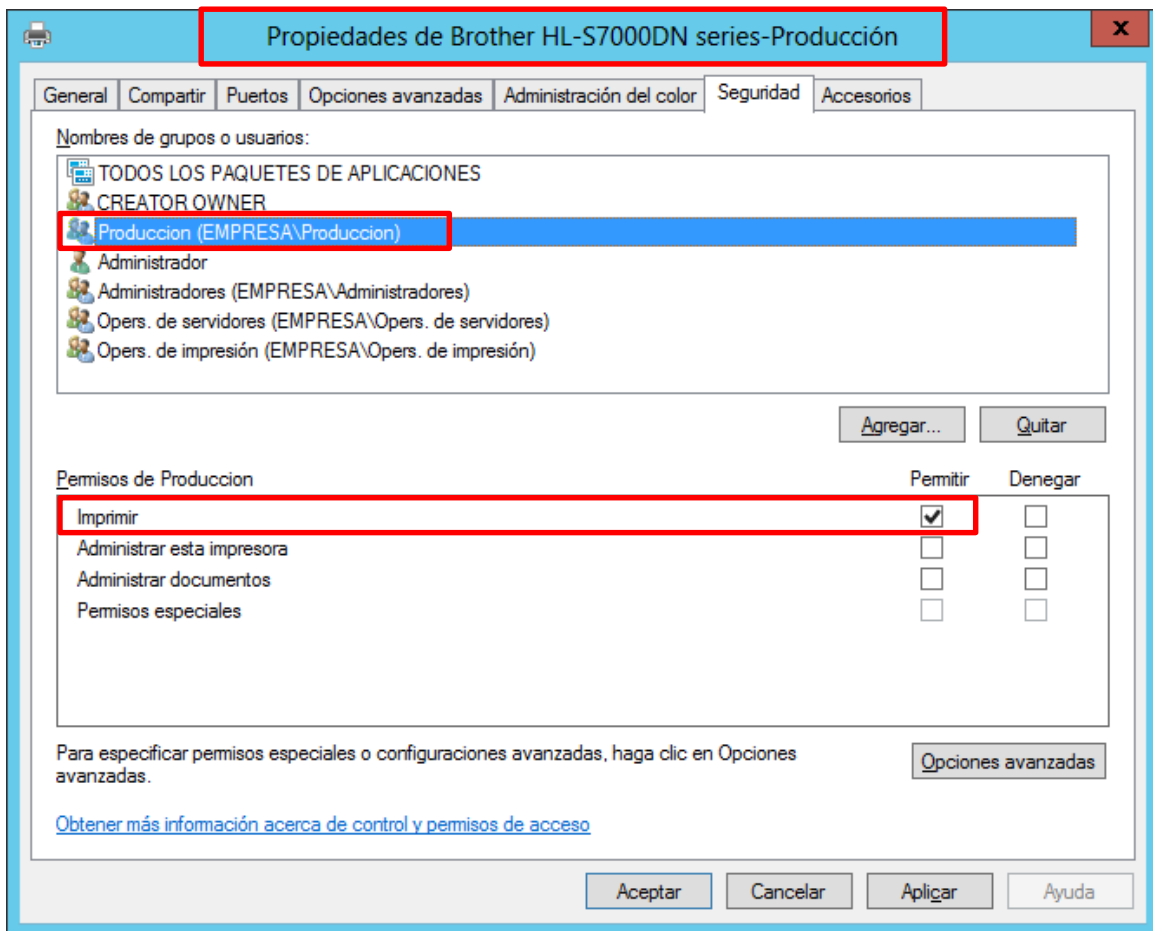 Propiedades de Brother HL-S7000DN series-Producción
x
General
Compartir
Puertos
Opciones avanzadas
Administración del color
Seguridad
Accesorios
Nombres de grupos o usuarios:
TODOS LOS PAQUETES DE APLICACIONES
CREATOR OWNER
Produccion (EMPRESA\Produccion)
Administrador
Administradores (EMPRESA\Administradores)
Opers. de servidores (EMPRESA\Opers. de servidores)
Opers. de impresión (EMPRESA\Opers. de impresión)
Agregar...
Quitar
Permisos de Produccion
Permitir
Denegar
Imprimir
Administrar esta impresora
Administrar documentos
Permisos especiales
Para especificar permisos especiales o configuraciones avanzadas, haga clic en Opciones
avanzadas.
Opciones avanzadas
Obtener más información acerca de control y permisos de acceso
Aceptar
Cancelar
Aplicar
Ayuda